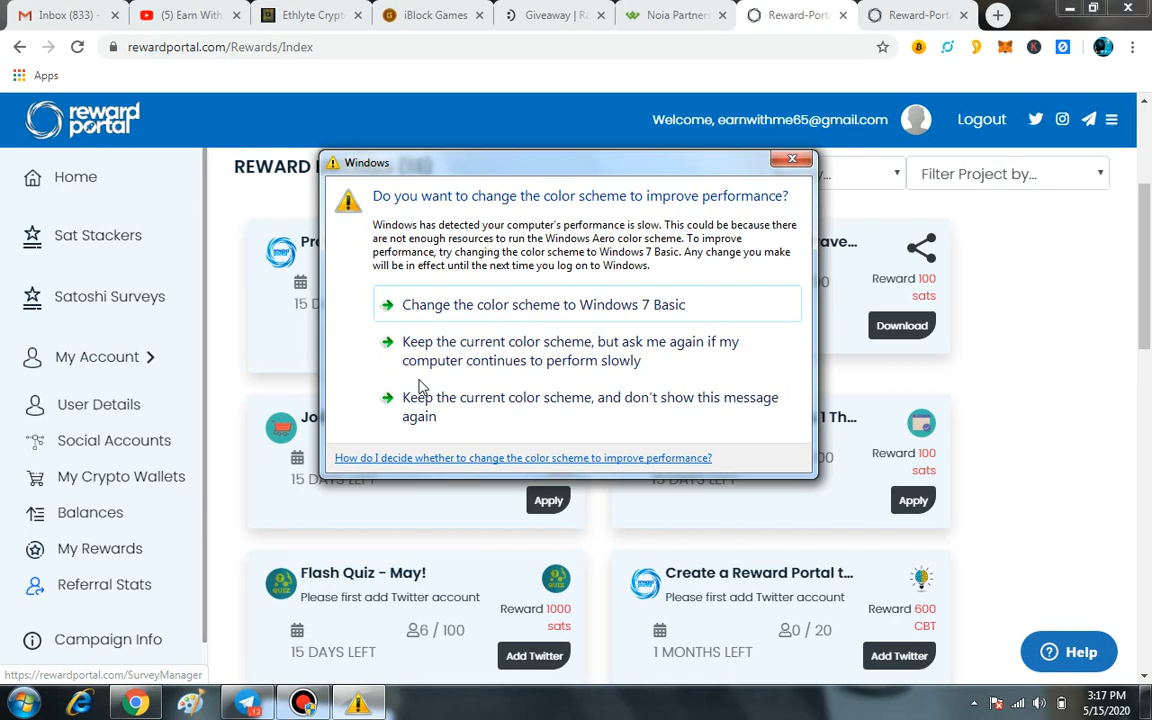 Inbox (833) -
(5) Earn With
Ethlyte Crypt
iBlock Games
Giveaway | Ra
Noia Partners
Reward-Porta
Reward-Porta
rewardportal.com/Rewards/Index
Apps
reward
portal
Welcome, earnwithme65@gmail.com
Logout
Home
Sat Stackers
Satoshi Surveys
My Account
User Details
Social Accounts
My Crypto Wallets
Balances
My Rewards
Referral Stats
Campaign Info
https://rewardportal.com/SurveyManager
REWARD
Filter Project by...
Windows
Do you want to change the color scheme to improve performance?
Windows has detected your computer's performance is slow. This could be because there
are not enough resources to run the Windows Aero color scheme. To improve
performance, try changing the color scheme to Windows 7 Basic. Any change you make
will be in effect until the next time you log on to Windows.
Change the color scheme to Windows 7 Basic
Keep the current color scheme, but ask me again if my
computer continues to perform slowly
Keep the current color scheme, and don't show this message
again
How do I decide whether to change the color scheme to improve performance?
Reward 100
sats
Download
15 DAYS LEFT
Apply
Reward 100
sats
15 DAYS LEFT
Apply
Flash Quiz - May!
Please first add Twitter account
Reward 1000
sats
6 / 100
15 DAYS LEFT
Add Twitter
Create a Reward Portal t...
Please first add Twitter account
Reward 600
CBT
0 / 20
1 MONTHS LEFT
Add Twitter
Help
12
3:17 PM
5/15/2020